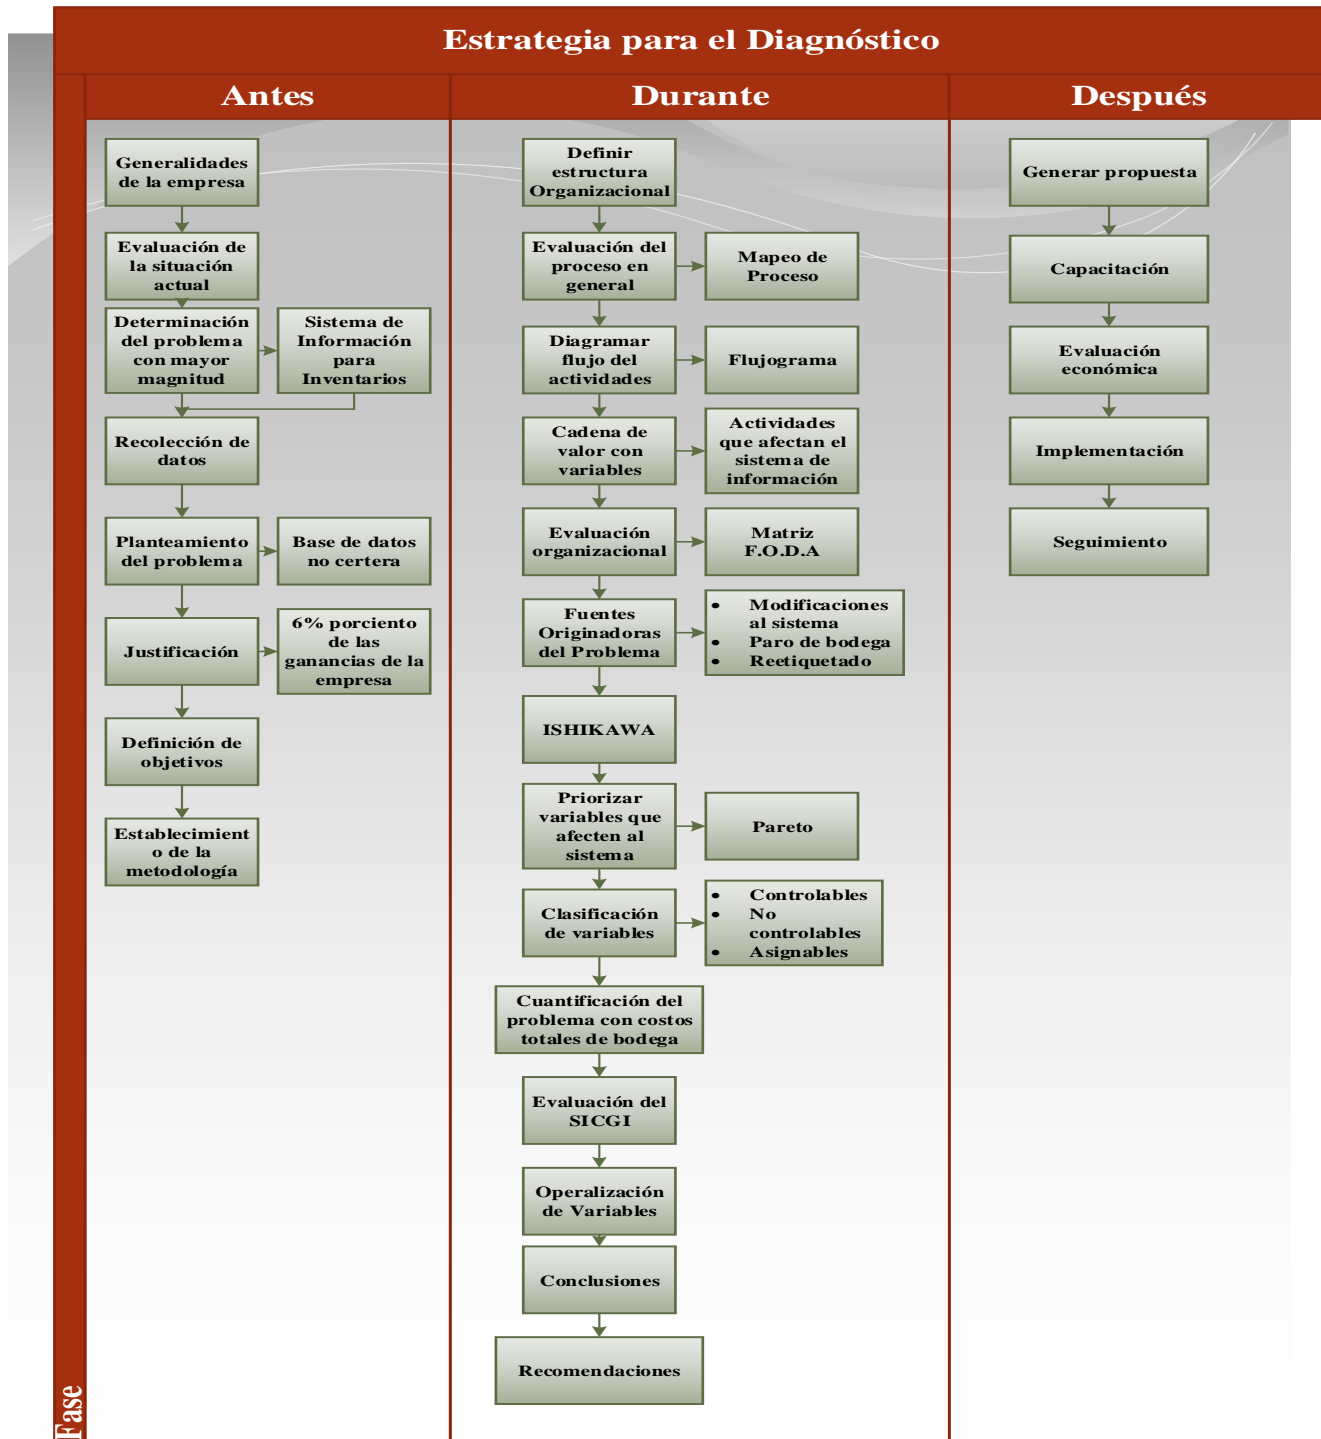 Estrategia para el Diagnóstico
Antes
Durante
Después
Fase
Generalidades
de la empresa
Evaluación de
la situación
actual
Determinación
del problema
con mayor
magnitud
Sistema de
Información
para
Inventarios
Recolección de
datos
Planteamiento
del problema
Base de datos
no certera
Justificación
6% porciento
de las
ganancias de la
empresa
Definición de
objetivos
Establecimient
o de la
metodología
Definir
estructura
Organizacional
Evaluación del
proceso en
general
Mapeo de
Proceso
Diagramar
flujo del
actividades
Flujograma
Cadena de
valor con
variables
Actividades
que afectan el
sistema de
información
Evaluación
organizacional
Matriz
F.O.D.A
Fuentes
Originadoras
del Problema
• Modificaciones
al sistema
• Paro de bodega
• Reetiquetado
ISHIKAWA
Priorizar
variables que
afecten al
sistema
Pareto
Clasificación
de variables
• Controlables
• No
controlables
• Asignables
Cuantificación del
problema con costos
totales de bodega
Evaluación del
SICGI
Operalización
de Variables
Conclusiones
Recomendaciones
Generar propuesta
Capacitación
Evaluación
económica
Implementación
Seguimiento